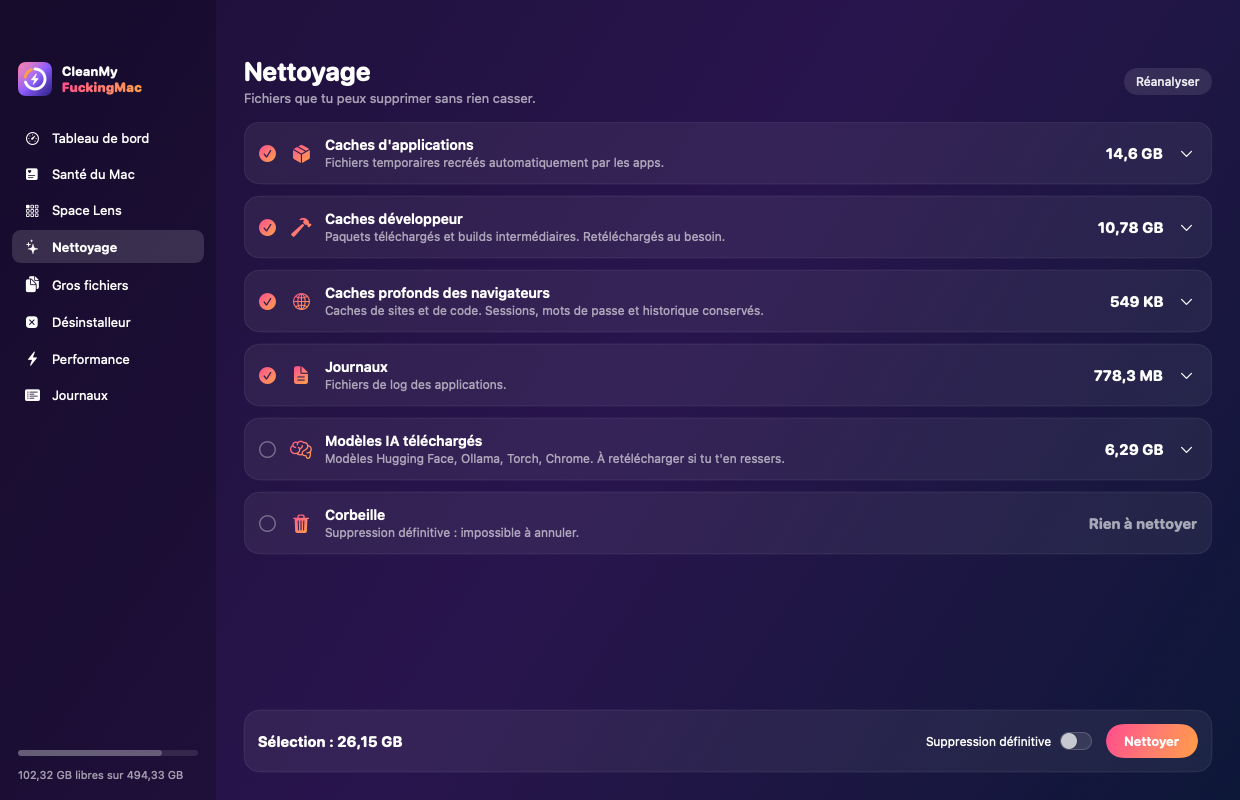 CleanMy
FuckingMac
Tableau de bord
Santé du Mac
Space Lens
Nettoyage
Gros fichiers
Désinstalleur
Performance
Journaux
102,32 GB libres sur 494,33 GB
Nettoyage
Fichiers que tu peux supprimer sans rien casser.
Réanalyser
Caches d'applications
Fichiers temporaires recréés automatiquement par les apps.
14,6 GB
Caches développeur
Paquets téléchargés et builds intermédiaires. Retéléchargés au besoin.
10,78 GB
Caches profonds des navigateurs
Caches de sites et de code. Sessions, mots de passe et historique conservés.
549 KB
Journaux
Fichiers de log des applications.
778,3 MB
Modèles IA téléchargés
Modèles Hugging Face, Ollama, Torch, Chrome. À retélécharger si tu t'en ressers.
6,29 GB
Corbeille
Suppression définitive : impossible à annuler.
Rien à nettoyer
Sélection : 26,15 GB
Suppression définitive
Nettoyer